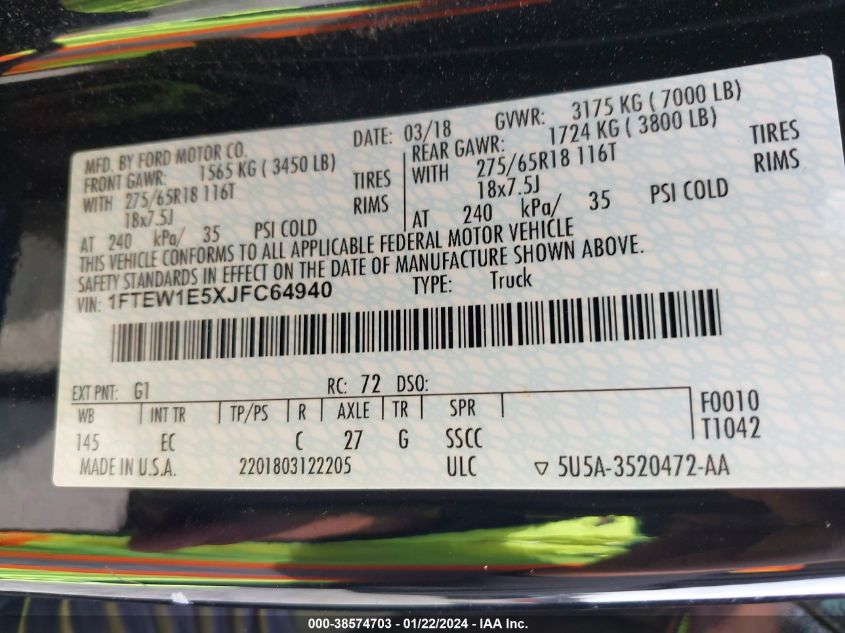 MFD. BY FORD MOTOR CO. DATE: 03/18 GVWR: 3175 KG ( 7000 LB)
FRONT GAWR: 1565 KG ( 3450 LB) REAR GAWR: 1724 KG ( 3800 LB)
WITH 275/65R18 116T TIRES WITH 275/65R18 116T TIRES
18x7.5J RIMS 18x7.5J RIMS
AT 240 kPa/ 35 PSI COLD AT 240 kPa/ 35 PSI COLD
THIS VEHICLE CONFORMS TO ALL APPLICABLE FEDERAL MOTOR VEHICLE
SAFETY STANDARDS IN EFFECT ON THE DATE OF MANUFACTURE SHOWN ABOVE.
VIN: 1FTEW1E5XJFC64940 TYPE: Truck
EXT PNT: G1 RC: 72 DSO:
WB INT TR TP/PS R AXLE TR SPR F0010
145 EC C 27 G SSCC T1042
MADE IN U.S.A. 2201803122205 ULC ▽ 5U5A-3520472-AA
000-38574703 - 01/22/2024 - IAA Inc.